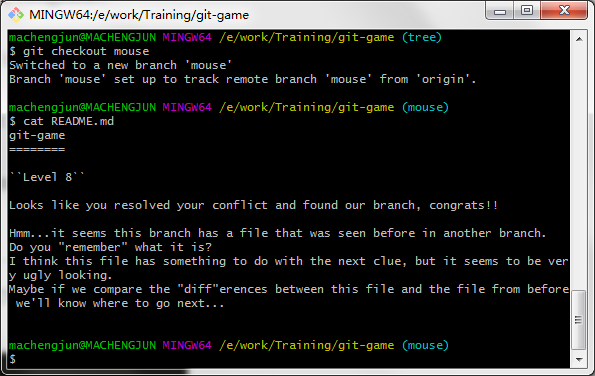 MINGW64:/e/work/Training/git-game
machengjun@MACHENGJUN MINGW64 /e/work/Training/git-game (tree)
$ git checkout mouse
Switched to a new branch 'mouse'
Branch 'mouse' set up to track remote branch 'mouse' from 'origin'.
machengjun@MACHENGJUN MINGW64 /e/work/Training/git-game (mouse)
$ cat README.md
git-game
========
``Level 8``
Looks like you resolved your conflict and found our branch, congrats!!
Hmm...it seems this branch has a file that was seen before in another branch.
Do you "remember" what it is?
I think this file has something to do with the next clue, but it seems to be ver
y ugly looking.
Maybe if we compare the "diff"erences between this file and the file from before
 we'll know where to go next...
machengjun@MACHENGJUN MINGW64 /e/work/Training/git-game (mouse)
$